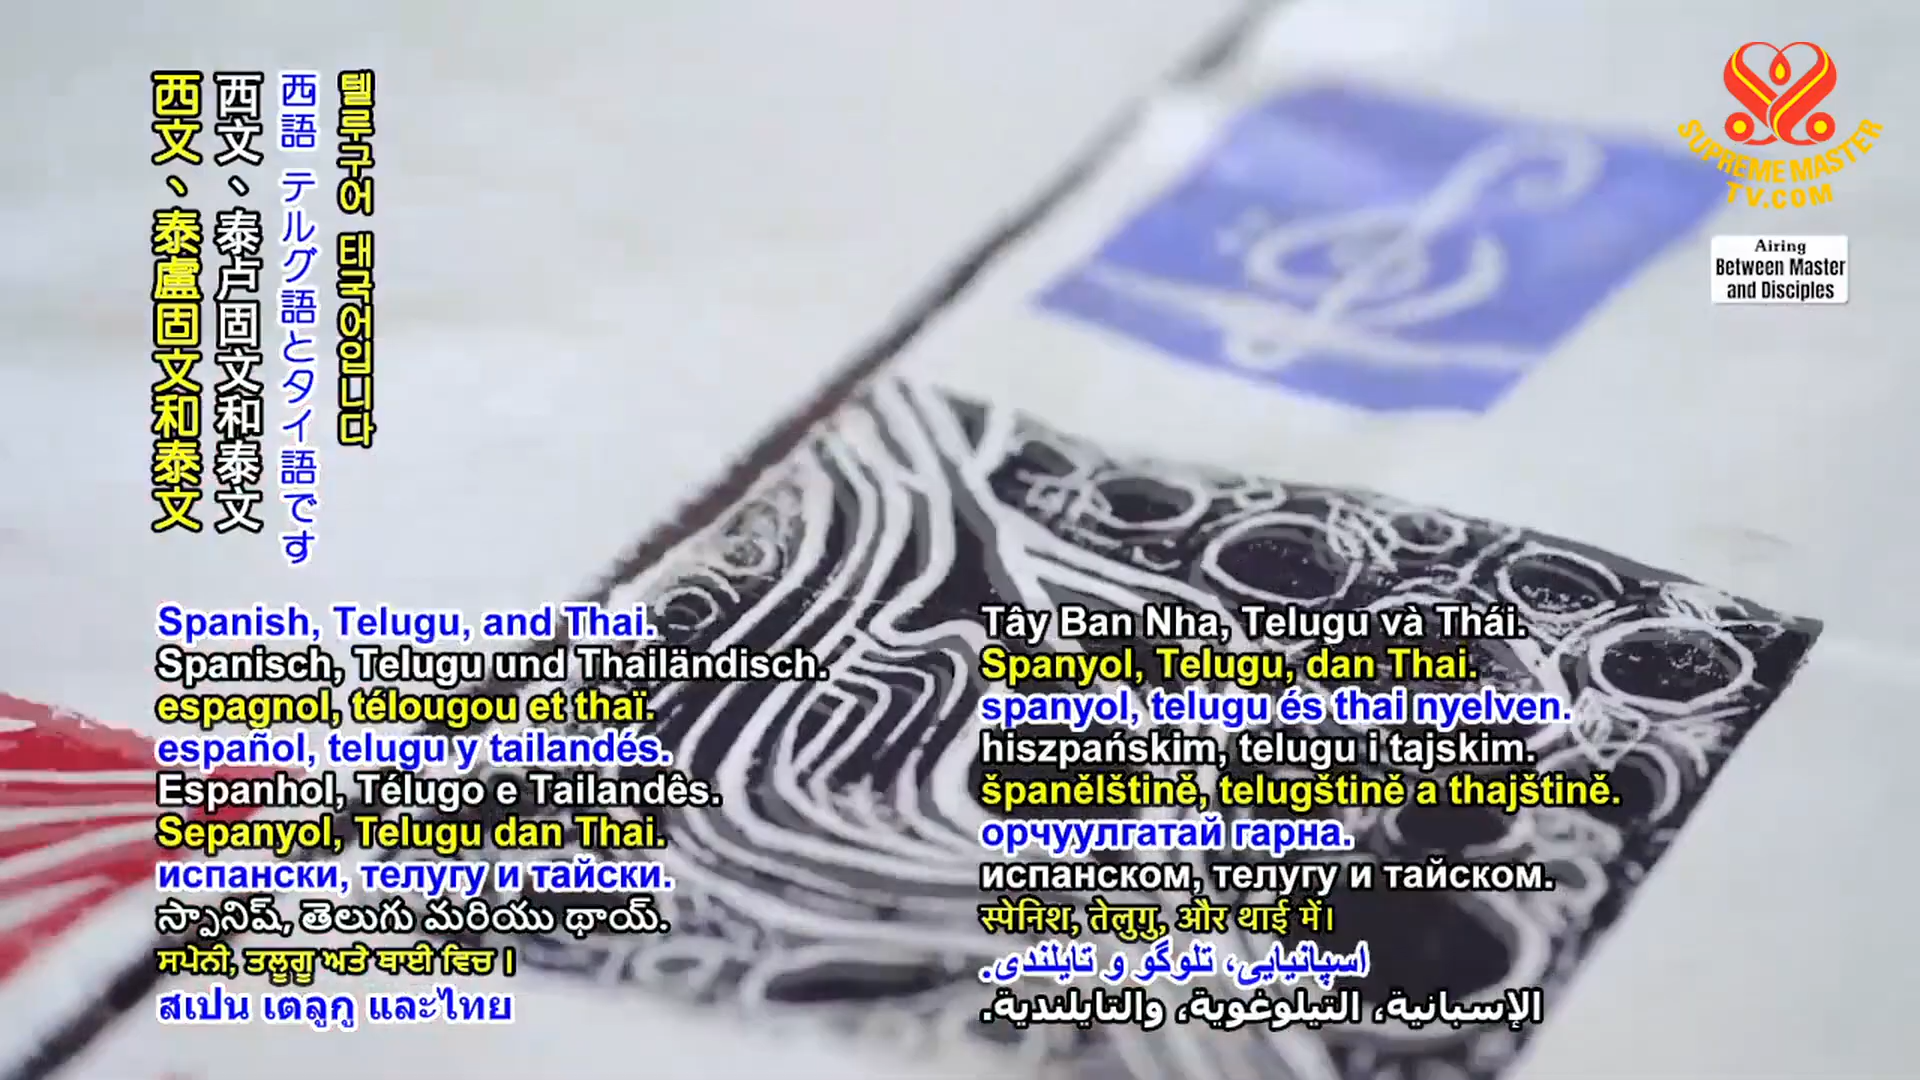 西文、泰盧固文和泰文
西文、泰卢固文和泰文
西語 テルグ語とタイ語です
텔루구어 태국어입니다
SUPREME MASTER
TV.COM
Airing
Between Master
and Disciples
Spanish, Telugu, and Thai.
Spanisch, Telugu und Thailändisch.
espagnol, télougou et thaï.
español, telugu y tailandés.
Espanhol, Télugo e Tailandês.
Sepanyol, Telugu dan Thai.
испански, телугу и тайски.
స్పానిష్, తెలుగు మరియు థాయ్.
ਸਪੇਨੀ, ਤਲੂਗੂ ਅਤੇ ਥਾਈ ਵਿਚ।
สเปน เตลูกู และไทย
Tây Ban Nha, Telugu và Thái.
Spanyol, Telugu, dan Thai.
spanyol, telugu és thai nyelven.
hiszpańskim, telugu i tajskim.
španělštině, telugštině a thajštině.
орчуулгатай гарна.
испанском, телугу и тайском.
स्पेनिश, तेलुगु, और थाई में।
اسپانیایی، تلوگو و تایلندی.
الإسبانية، التيلوغوية، والتايلندية.